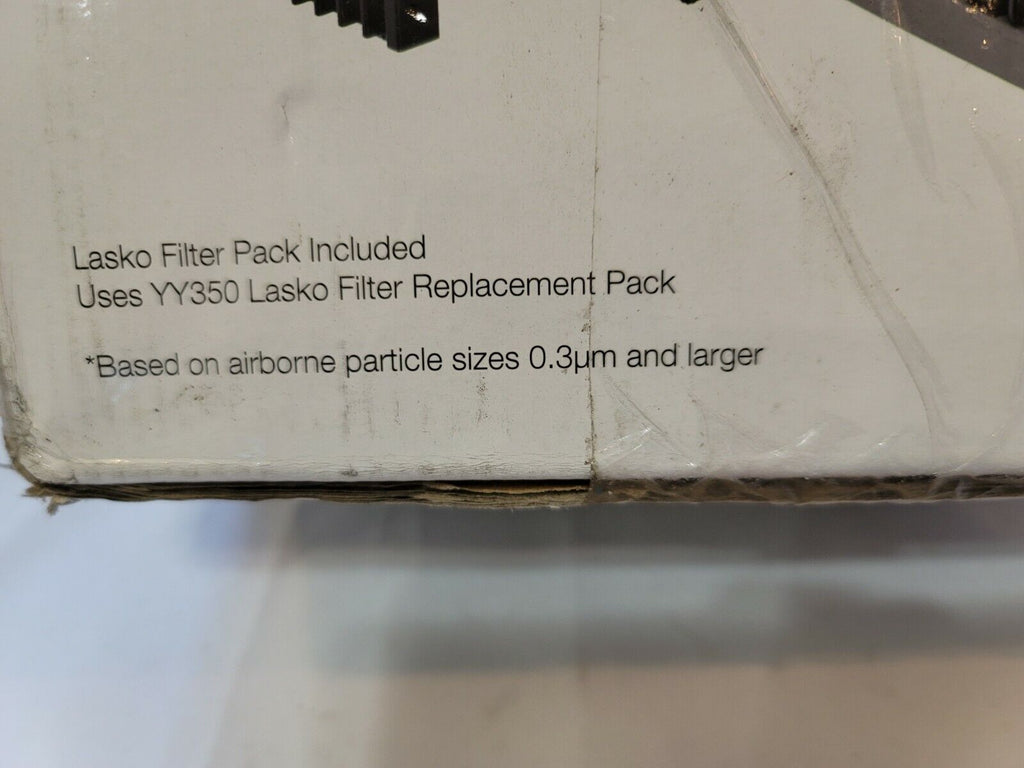 Lasko Filter Pack Included
Uses YY350 Lasko Filter Replacement Pack
*Based on airborne particle sizes 0.3µm and larger